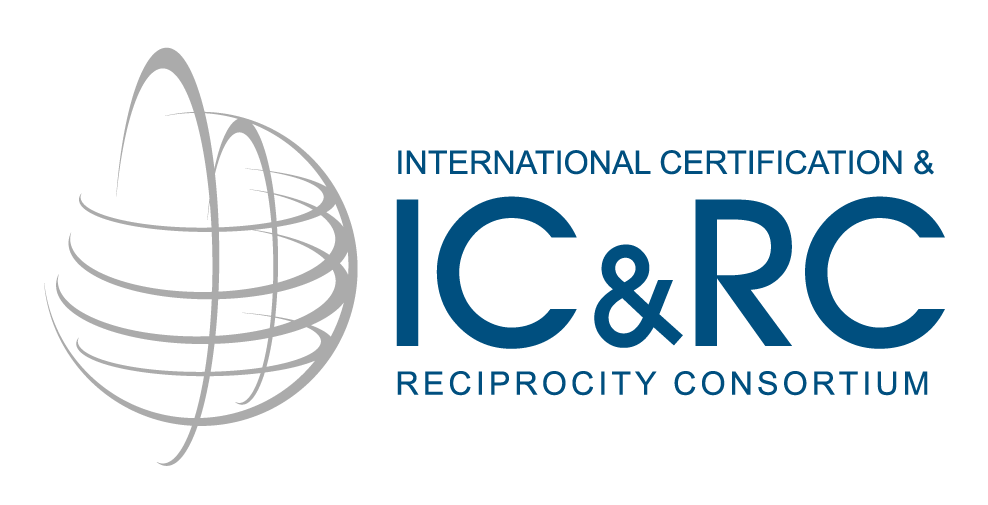 INTERNATIONAL CERTIFICATION &
IC&RC
RECIPROCITY CONSORTIUM